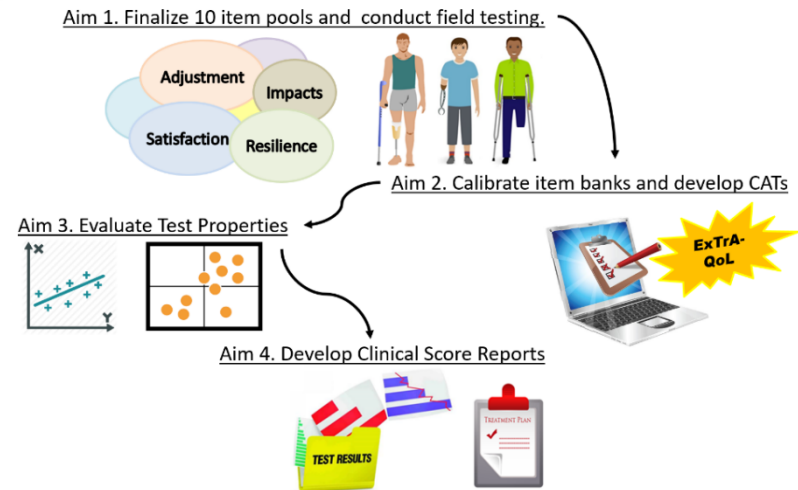 Aim 1. Finalize 10 item pools and conduct field testing.
Adjustment
Impacts
Satisfaction
Resilience
Aim 2. Calibrate item banks and develop CATs
ExTrA-
QoL
Aim 3. Evaluate Test Properties
X
Y
Aim 4. Develop Clinical Score Reports
TEST RESULTS
TREATMENT PLAN